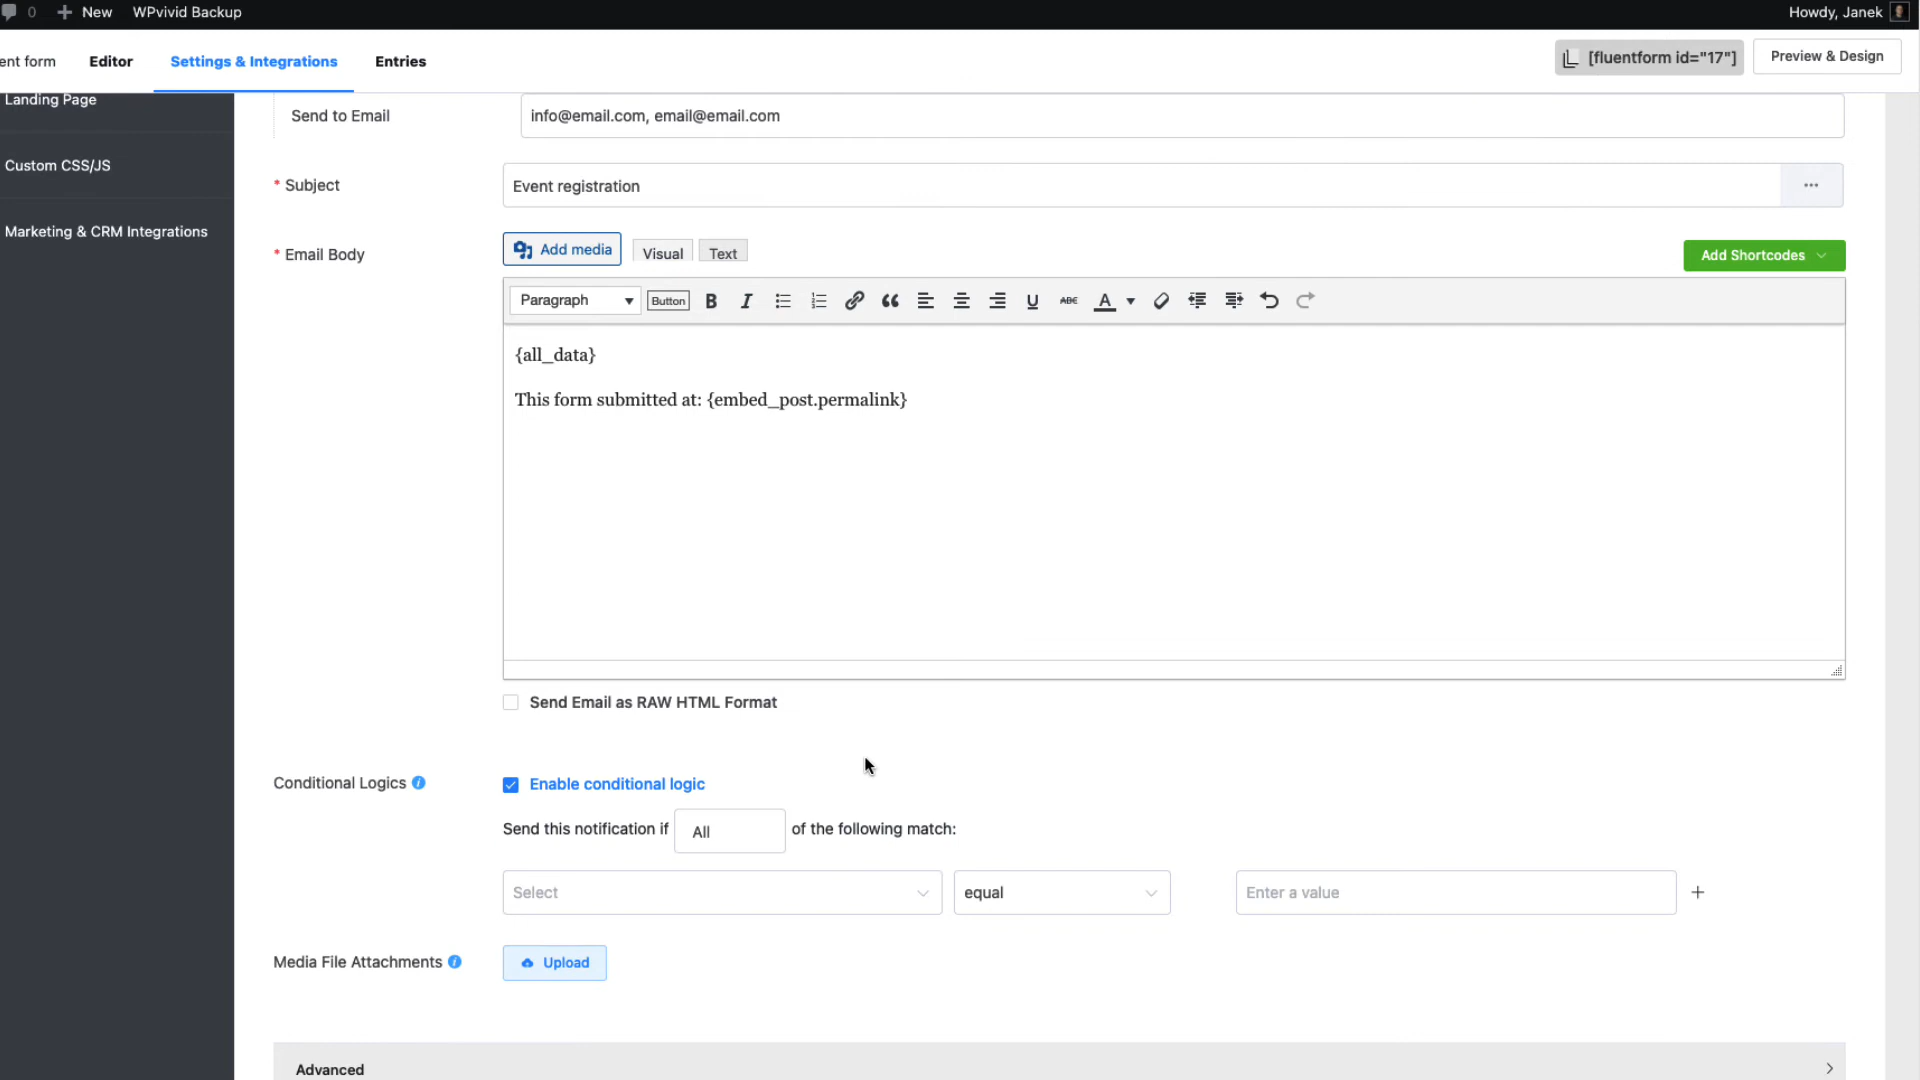 0 New WPvivid Backup Howdy, Janek
ent form Editor Settings & Integrations Entries [fluentform id="17"] Preview & Design
Landing Page
Send to Email info@email.com, email@email.com
Custom CSS/JS
* Subject Event registration ...
Marketing & CRM Integrations
* Email Body Add media Visual Text Add Shortcodes
Paragraph Button B I ABC A
{all_data}
This form submitted at: {embed_post.permalink}
Send Email as RAW HTML Format
Conditional Logics Enable conditional logic
Send this notification if All of the following match:
Select equal Enter a value +
Media File Attachments Upload
Advanced